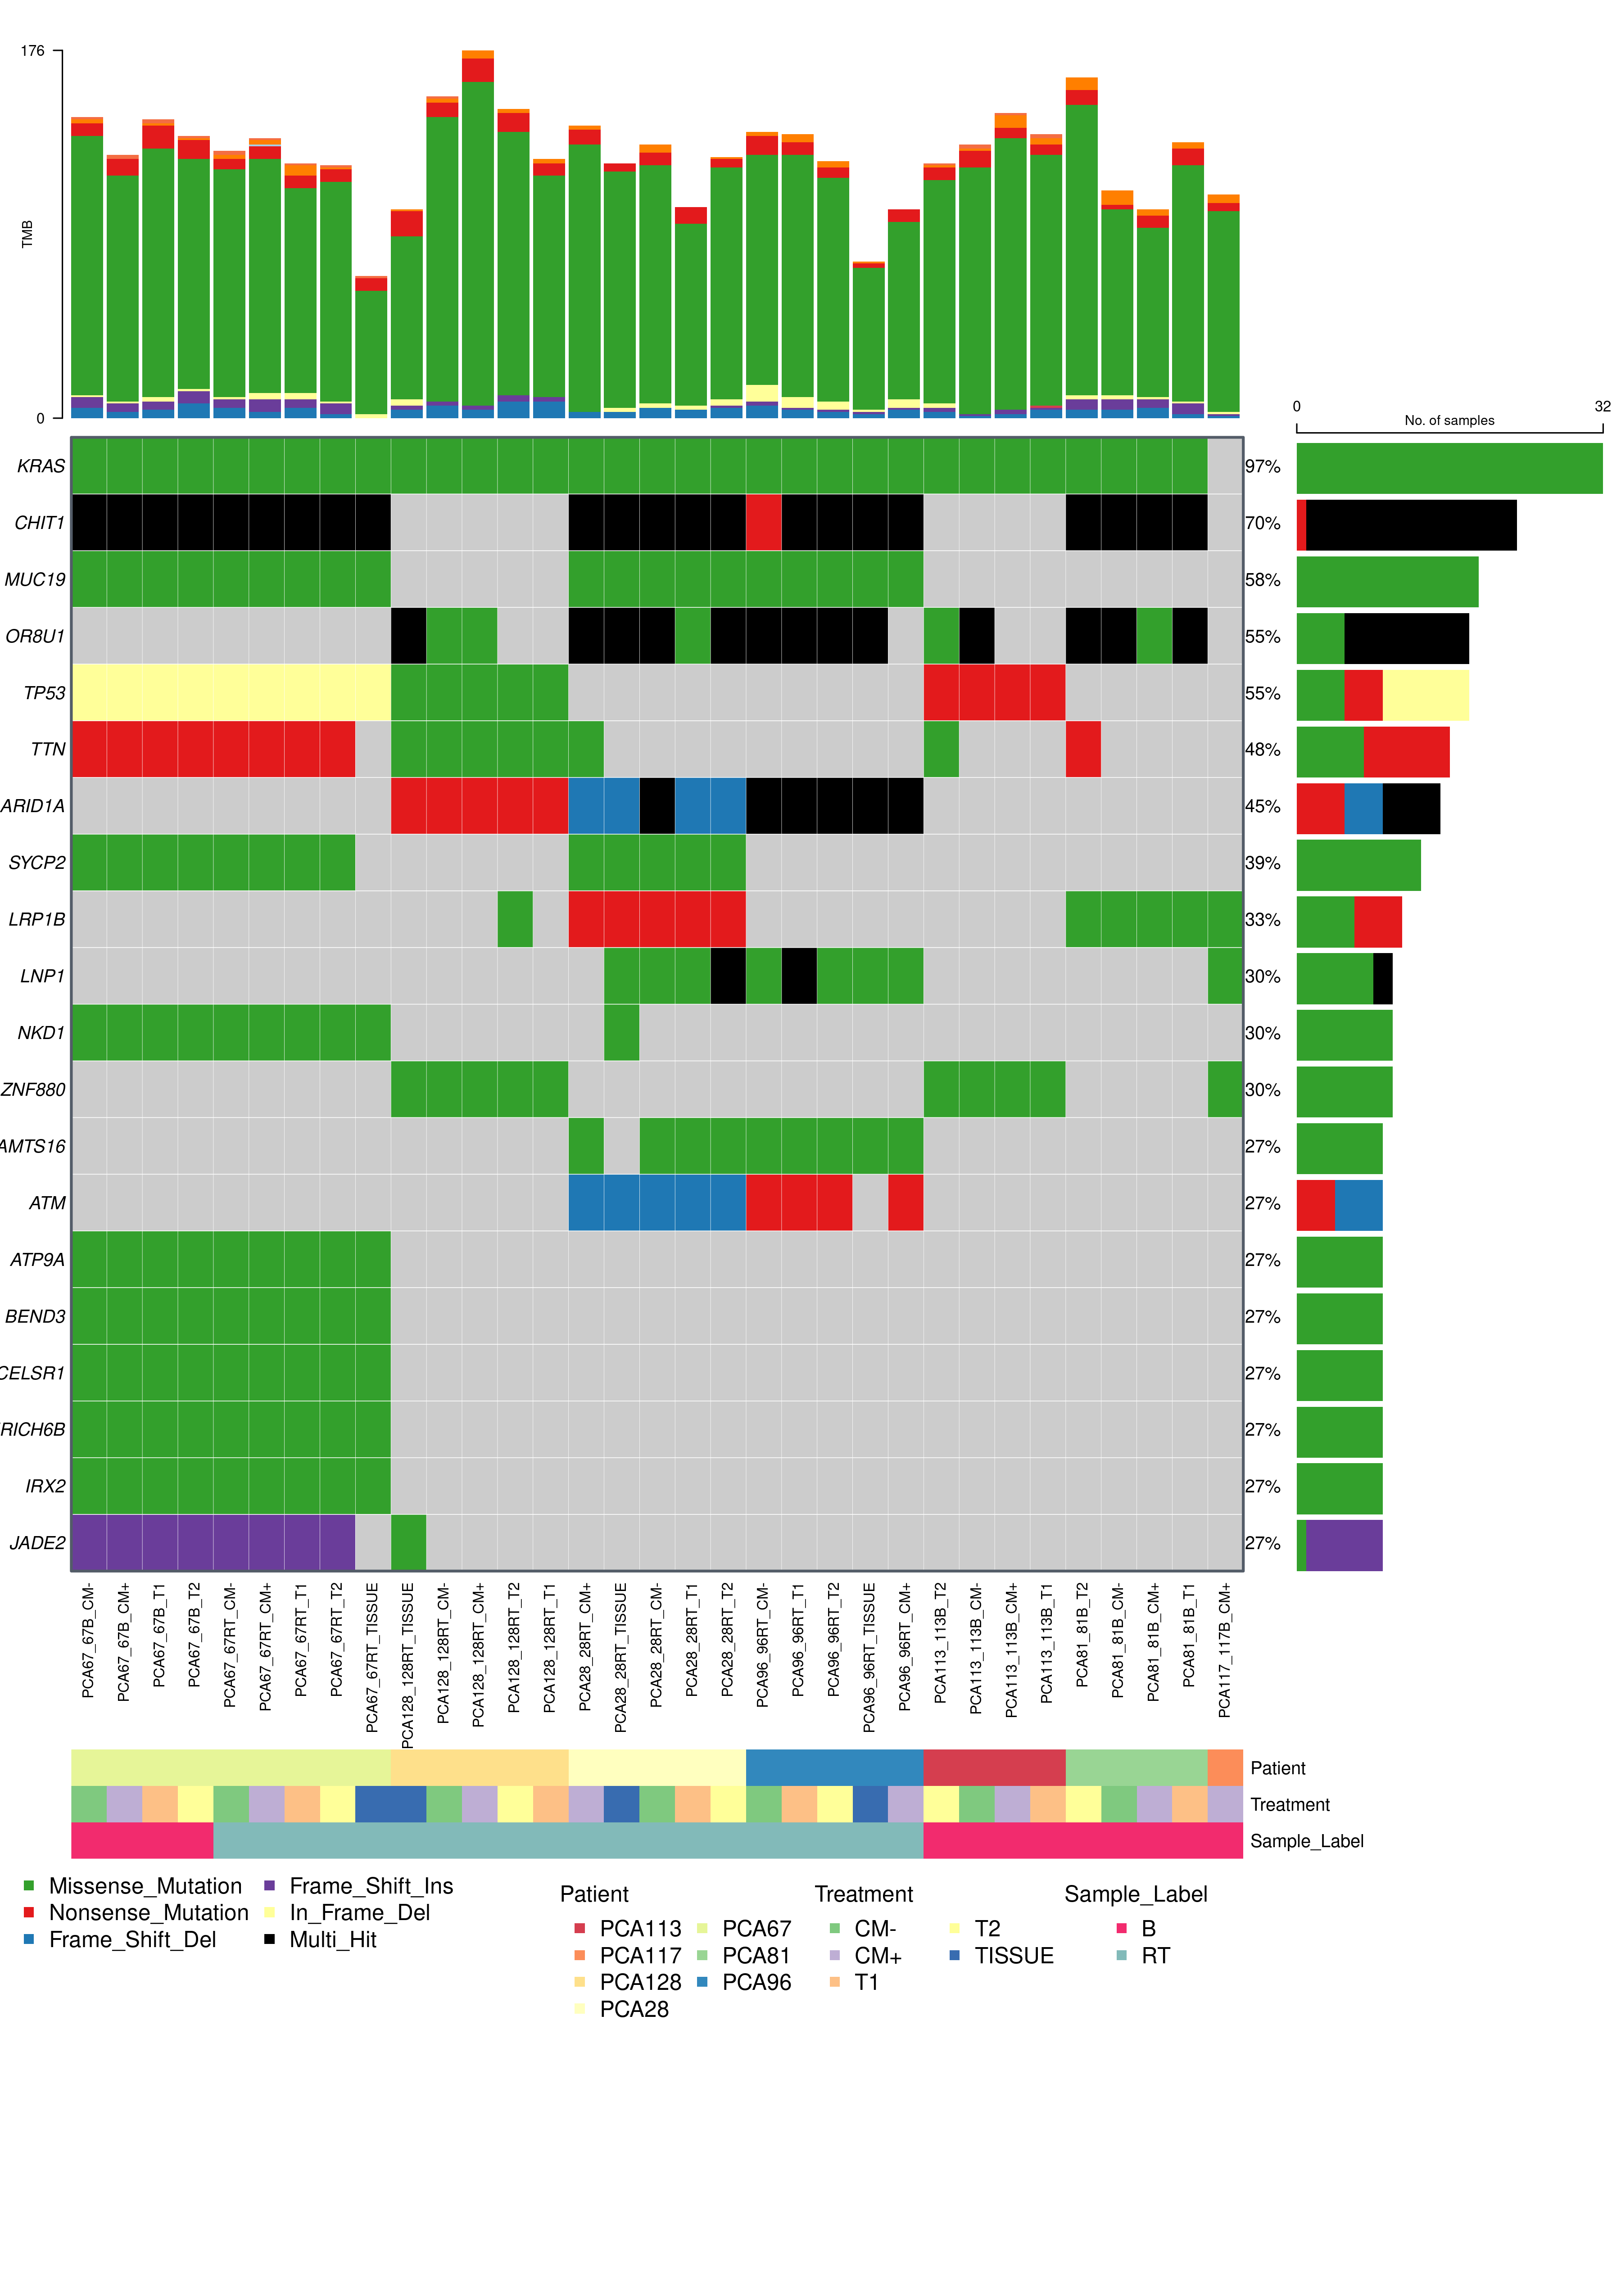 176
TMB
0
0 32
No. of samples
KRAS 97%
CHIT1 70%
MUC19 58%
OR8U1 55%
TP53 55%
TTN 48%
ARID1A 45%
SYCP2 39%
LRP1B 33%
LNP1 30%
NKD1 30%
ZNF880 30%
AMTS16 27%
ATM 27%
ATP9A 27%
BEND3 27%
CELSR1 27%
RICH6B 27%
IRX2 27%
JADE2 27%
PCA67_67B_CM-
PCA67_67B_CM+
PCA67_67B_T1
PCA67_67B_T2
PCA67_67RT_CM-
PCA67_67RT_CM+
PCA67_67RT_T1
PCA67_67RT_T2
PCA67_67RT_TISSUE
PCA128_128RT_TISSUE
PCA128_128RT_CM-
PCA128_128RT_CM+
PCA128_128RT_T2
PCA128_128RT_T1
PCA28_28RT_CM+
PCA28_28RT_TISSUE
PCA28_28RT_CM-
PCA28_28RT_T1
PCA28_28RT_T2
PCA96_96RT_CM-
PCA96_96RT_T1
PCA96_96RT_T2
PCA96_96RT_TISSUE
PCA96_96RT_CM+
PCA113_113B_T2
PCA113_113B_CM-
PCA113_113B_CM+
PCA113_113B_T1
PCA81_81B_T2
PCA81_81B_CM-
PCA81_81B_CM+
PCA81_81B_T1
PCA117_117B_CM+
Patient
Treatment
Sample_Label
Missense_Mutation Frame_Shift_Ins
Nonsense_Mutation In_Frame_Del
Frame_Shift_Del Multi_Hit
Patient Treatment Sample_Label
PCA113 PCA67 CM- T2 B
PCA117 PCA81 CM+ TISSUE RT
PCA128 PCA96 T1
PCA28